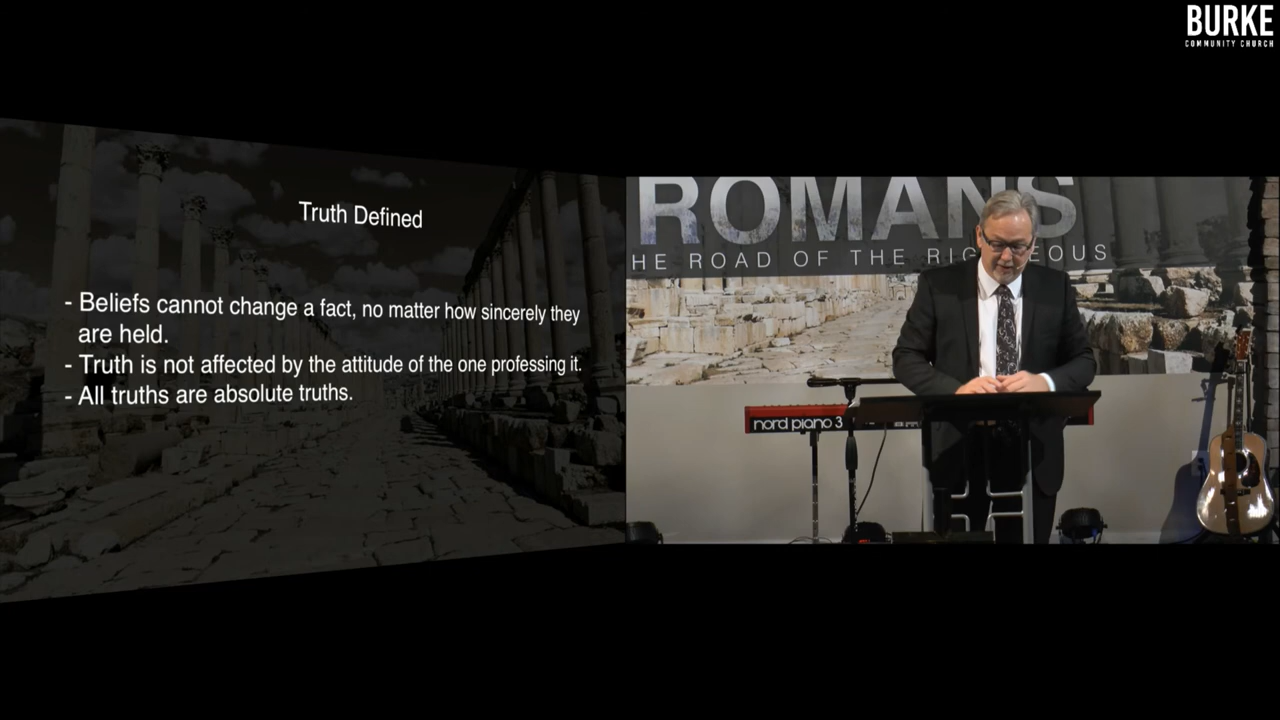 BURKE
COMMUNITY CHURCH
Truth Defined
- Beliefs cannot change a fact, no matter how sincerely they
are held.
- Truth is not affected by the attitude of the one professing it.
- All truths are absolute truths.
ROMANS
HE ROAD OF THE RIG EOUS
nord piano 3